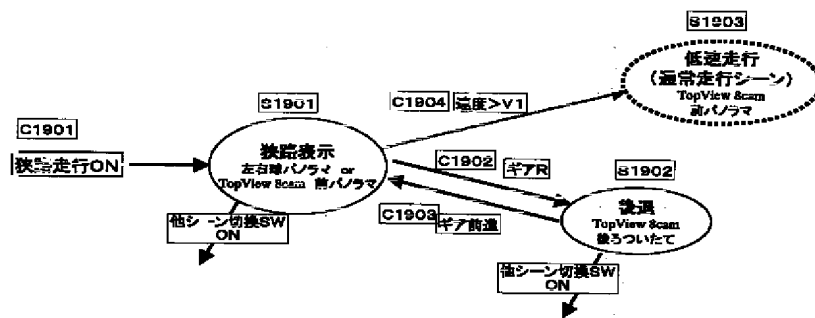 S1903
低速走行
(通常走行シーン)
TopView 8cam
前パノラマ
C1904
速度>V1
S1901
C1901
狭路走行ON
狭路表示
左右球パノラマ or
TopView 8cam 前パノラマ
C1902
ギアR
S1902
C1903
ギア前進
後退
TopView 8cam
後ろついたて
他シーン切換SW
ON
他シーン切換SW
ON